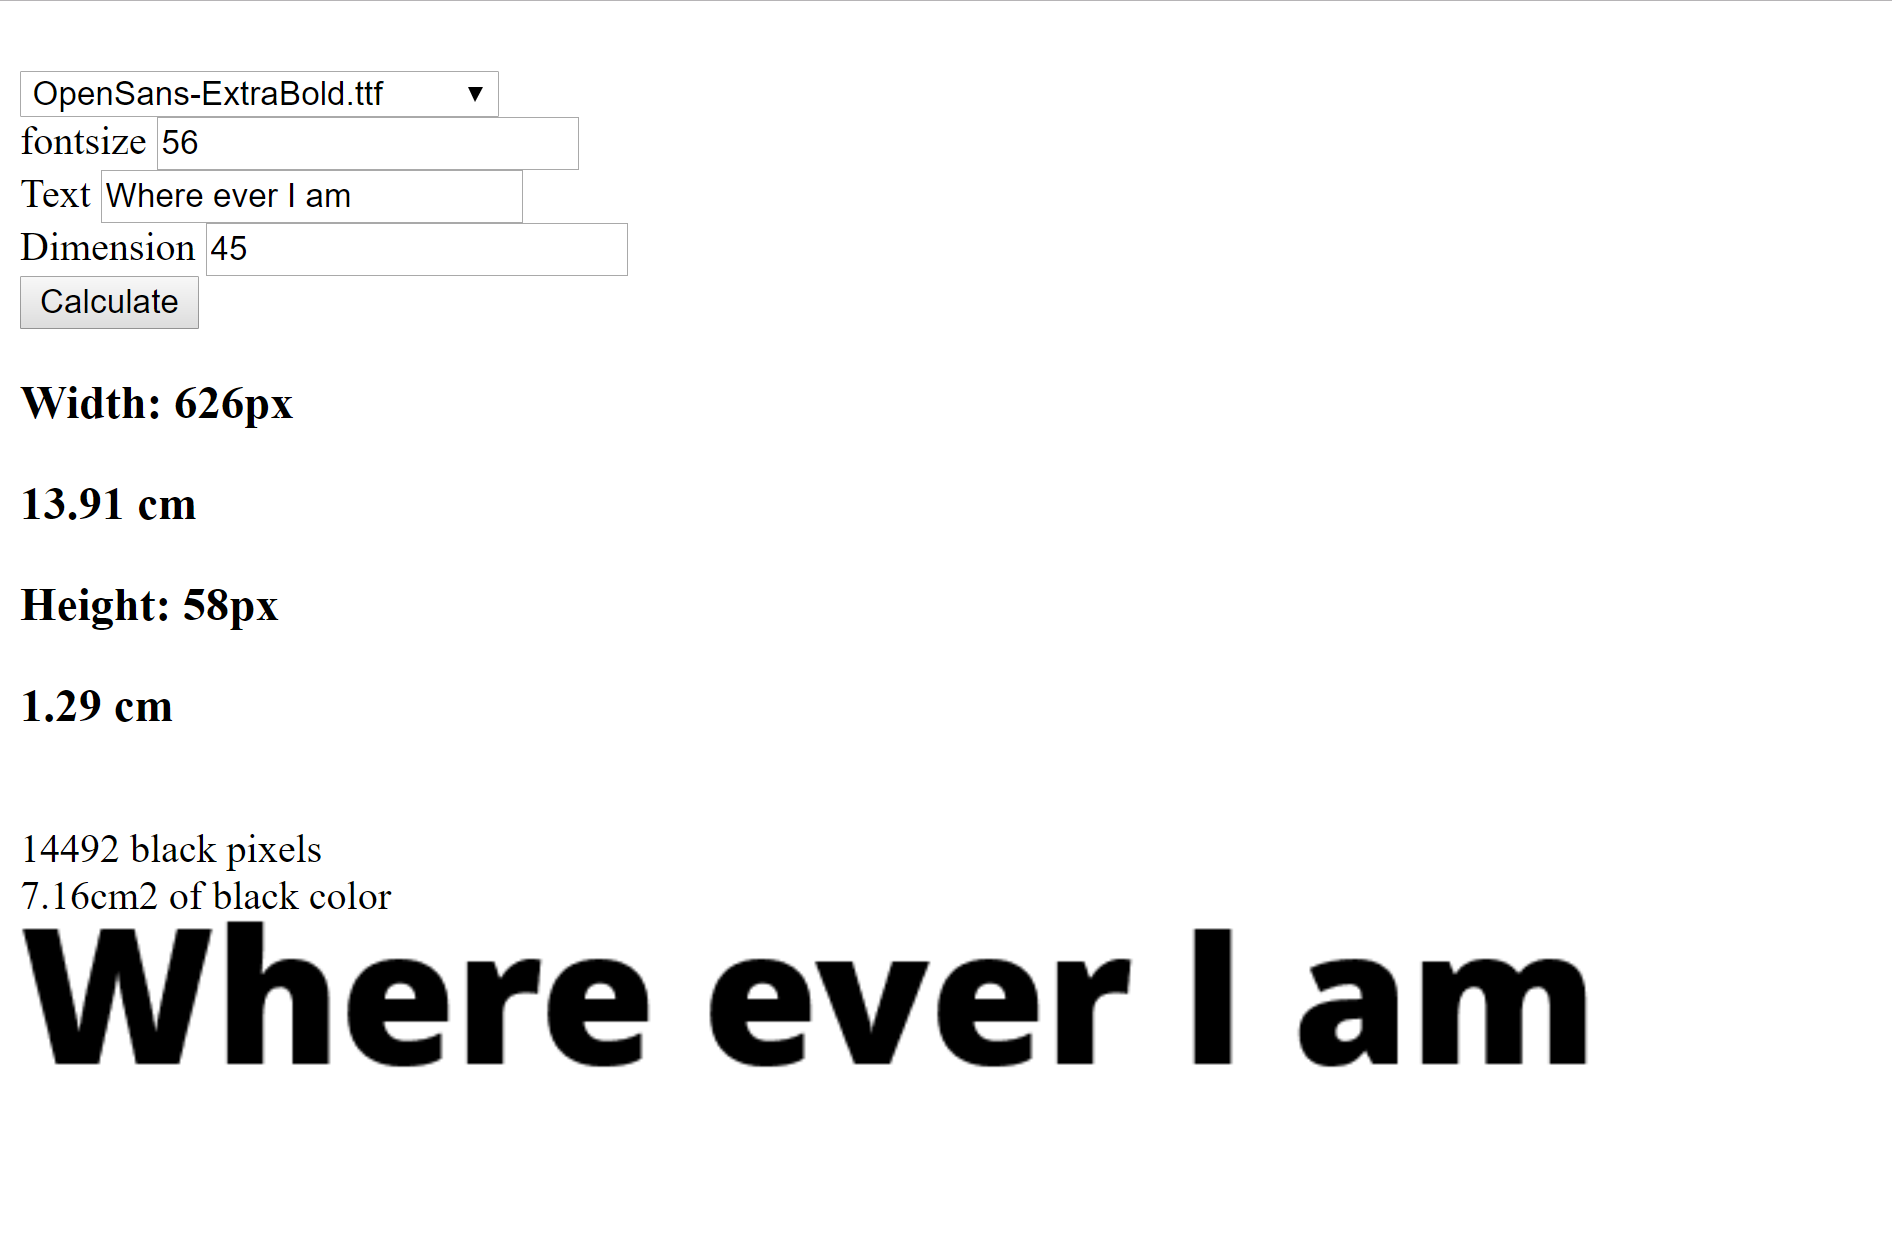 OpenSans-ExtraBold.ttf
fontsize 56
Text Where ever I am
Dimension 45
Calculate
Width: 626px
13.91 cm
Height: 58px
1.29 cm
14492 black pixels
7.16cm2 of black color
Where ever I am